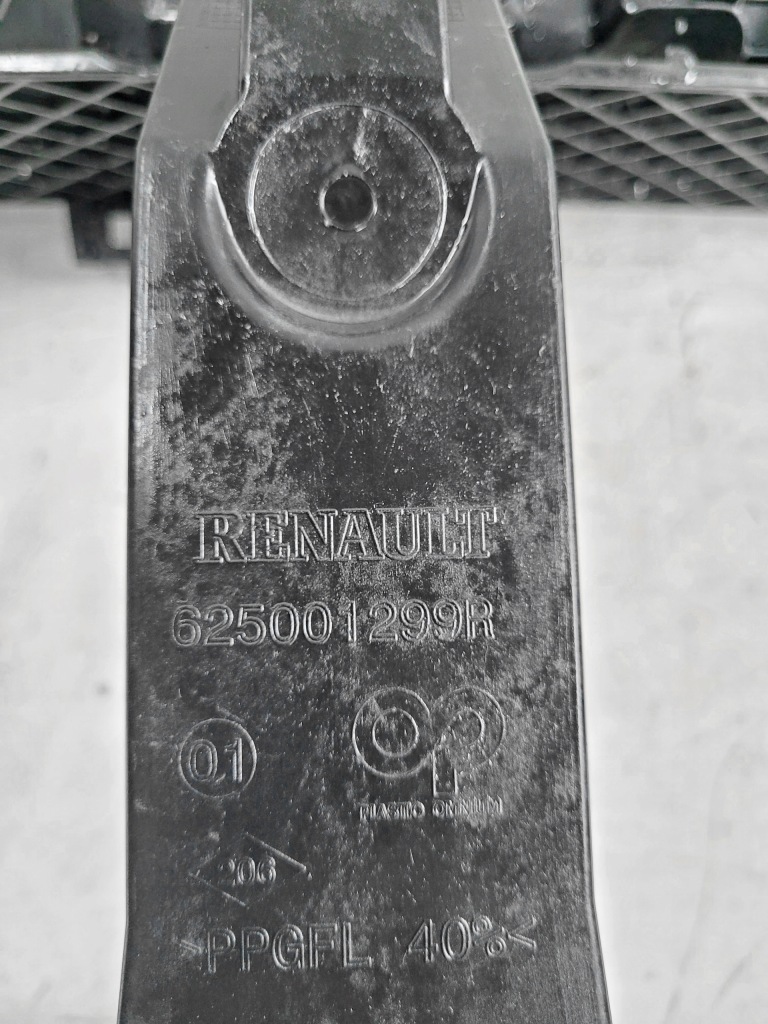 RENAULT
625001299R
01
PLASTIC OMNIUM
206
>PPGFL 40%<